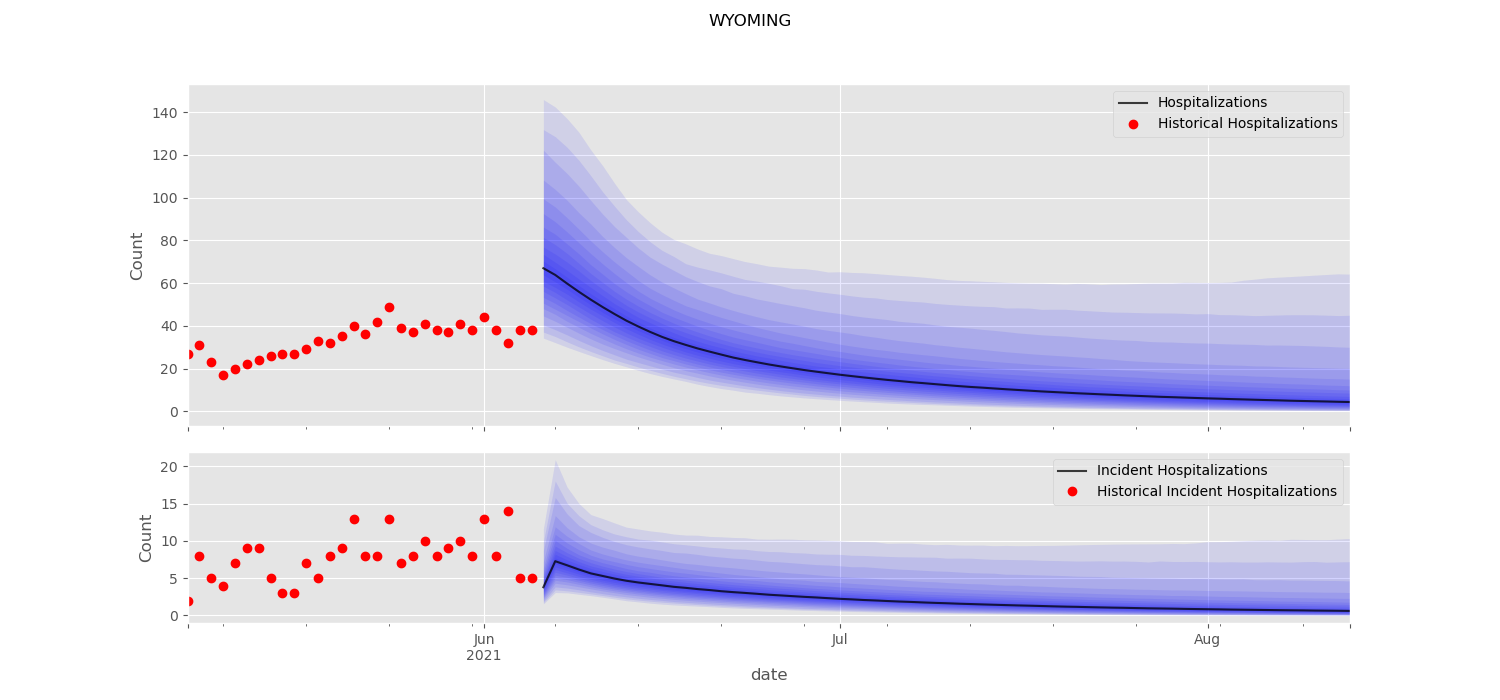 WYOMING
Hospitalizations
Historical Hospitalizations
140
120
100
80
60
40
20
0
Count
Incident Hospitalizations
Historical Incident Hospitalizations
20
15
10
5
0
Count
Jun
2021
Jul
Aug
date